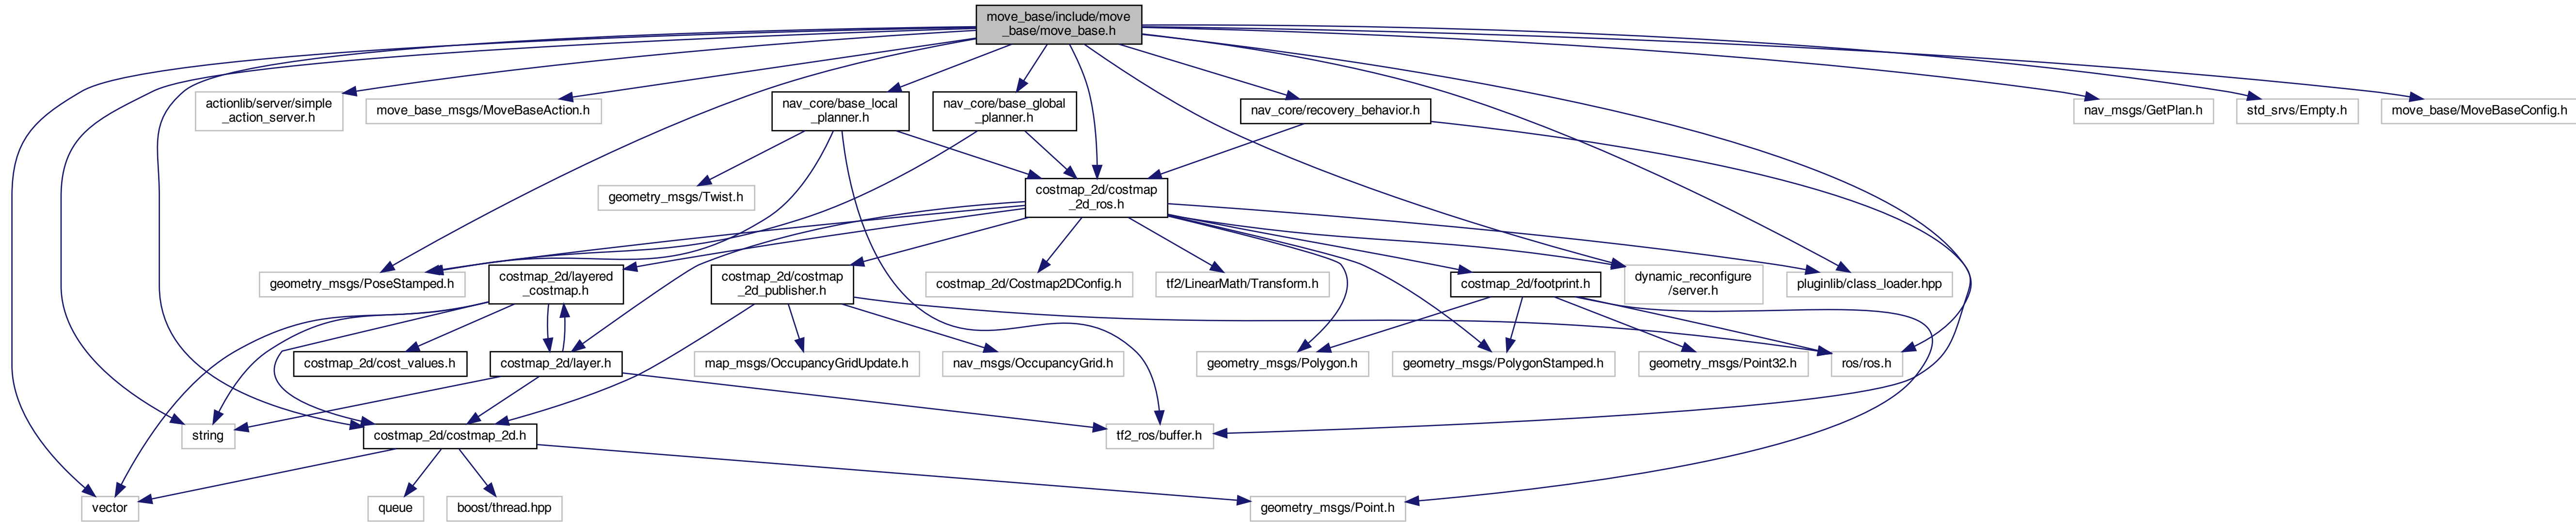 move_base/include/move
_base/move_base.h
actionlib/server/simple
_action_server.h
move_base_msgs/MoveBaseAction.h
nav_core/base_local
_planner.h
nav_core/base_global
_planner.h
nav_core/recovery_behavior.h
nav_msgs/GetPlan.h
std_srvs/Empty.h
move_base/MoveBaseConfig.h
geometry_msgs/Twist.h
costmap_2d/costmap
_2d_ros.h
geometry_msgs/PoseStamped.h
costmap_2d/layered
_costmap.h
costmap_2d/costmap
_2d_publisher.h
costmap_2d/Costmap2DConfig.h
tf2/LinearMath/Transform.h
costmap_2d/footprint.h
dynamic_reconfigure
/server.h
pluginlib/class_loader.hpp
costmap_2d/cost_values.h
costmap_2d/layer.h
map_msgs/OccupancyGridUpdate.h
nav_msgs/OccupancyGrid.h
geometry_msgs/Polygon.h
geometry_msgs/PolygonStamped.h
geometry_msgs/Point32.h
ros/ros.h
string
costmap_2d/costmap_2d.h
tf2_ros/buffer.h
vector
queue
boost/thread.hpp
geometry_msgs/Point.h